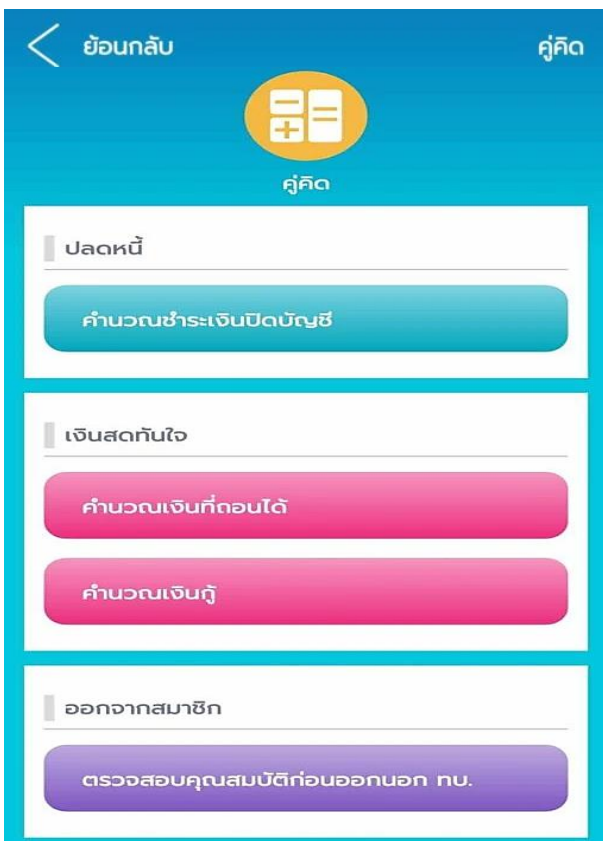 ย้อนกลับ
คู่คิด
คู่คิด
ปลดหนี้
คำนวณชำระเงินปิดบัญชี
เงินสดทันใจ
คำนวณเงินที่ถอนได้
คำนวณเงินกู้
ออกจากสมาชิก
ตรวจสอบคุณสมบัติก่อนออกนอก ทบ.